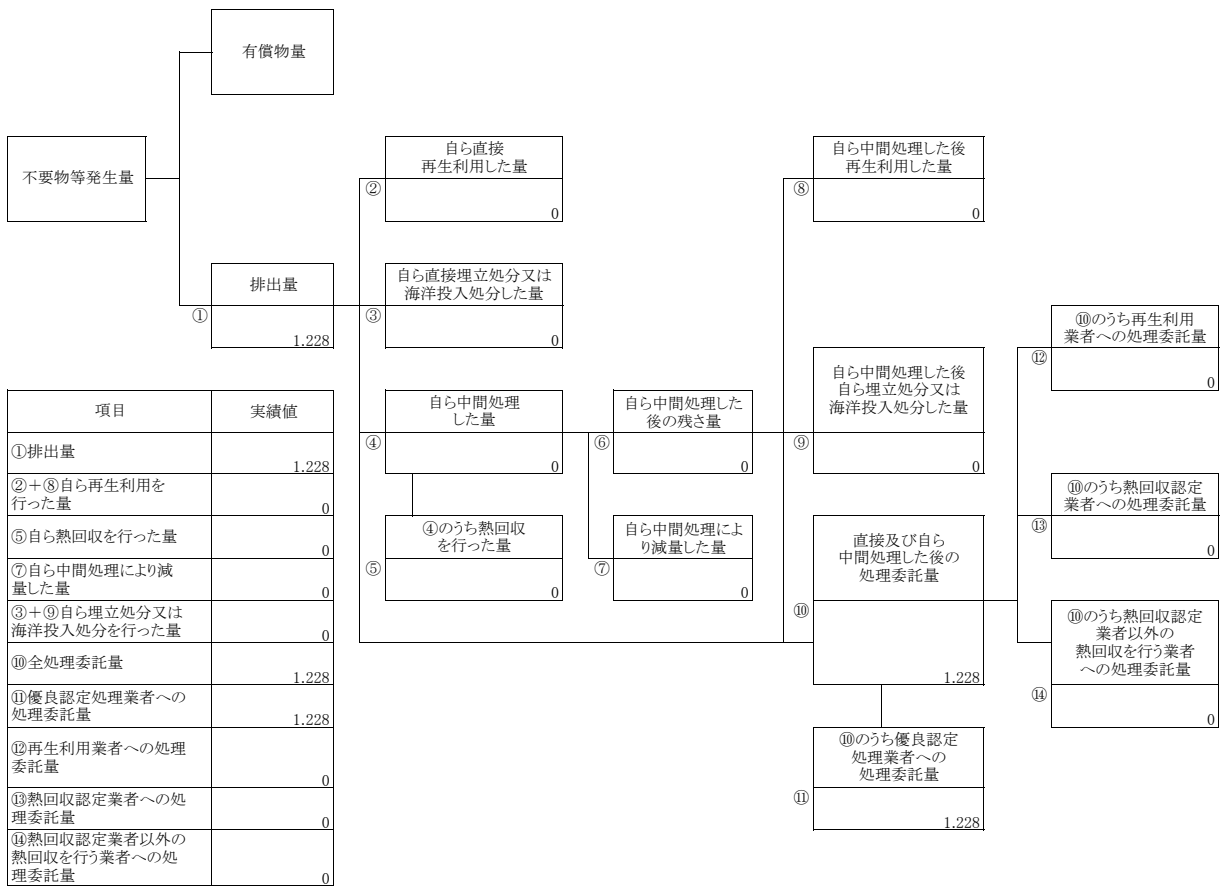 有償物量
不要物等発生量
自ら直接
再生利用した量
②
0
自ら中間処理した後
再生利用した量
⑧
0
排出量
①
1.228
自ら直接埋立処分又は
海洋投入処分した量
③
0
⑩のうち再生利用
業者への処理委託量
⑫
0
自ら中間処理
した量
④
0
自ら中間処理した
後の残さ量
⑥
0
自ら中間処理した後
自ら埋立処分又は
海洋投入処分した量
⑨
0
⑩のうち熱回収認定
業者への処理委託量
⑬
0
④のうち熱回収
を行った量
⑤
0
自ら中間処理によ
り減量した量
⑦
0
直接及び自ら
中間処理した後の
処理委託量
⑩
1.228
⑩のうち熱回収認定
業者以外の
熱回収を行う業者
への処理委託量
⑭
0
⑩のうち優良認定
処理業者への
処理委託量
⑪
1.228
項目 実績値
①排出量
1.228
②+⑧自ら再生利用を
行った量
0
⑤自ら熱回収を行った量
0
⑦自ら中間処理により減
量した量
0
③+⑨自ら埋立処分又は
海洋投入処分を行った量
0
⑩全処理委託量
1.228
⑪優良認定処理業者への
処理委託量
1.228
⑫再生利用業者への処理
委託量
0
⑬熱回収認定業者への処
理委託量
0
⑭熱回収認定業者以外の
熱回収を行う業者への処
理委託量
0